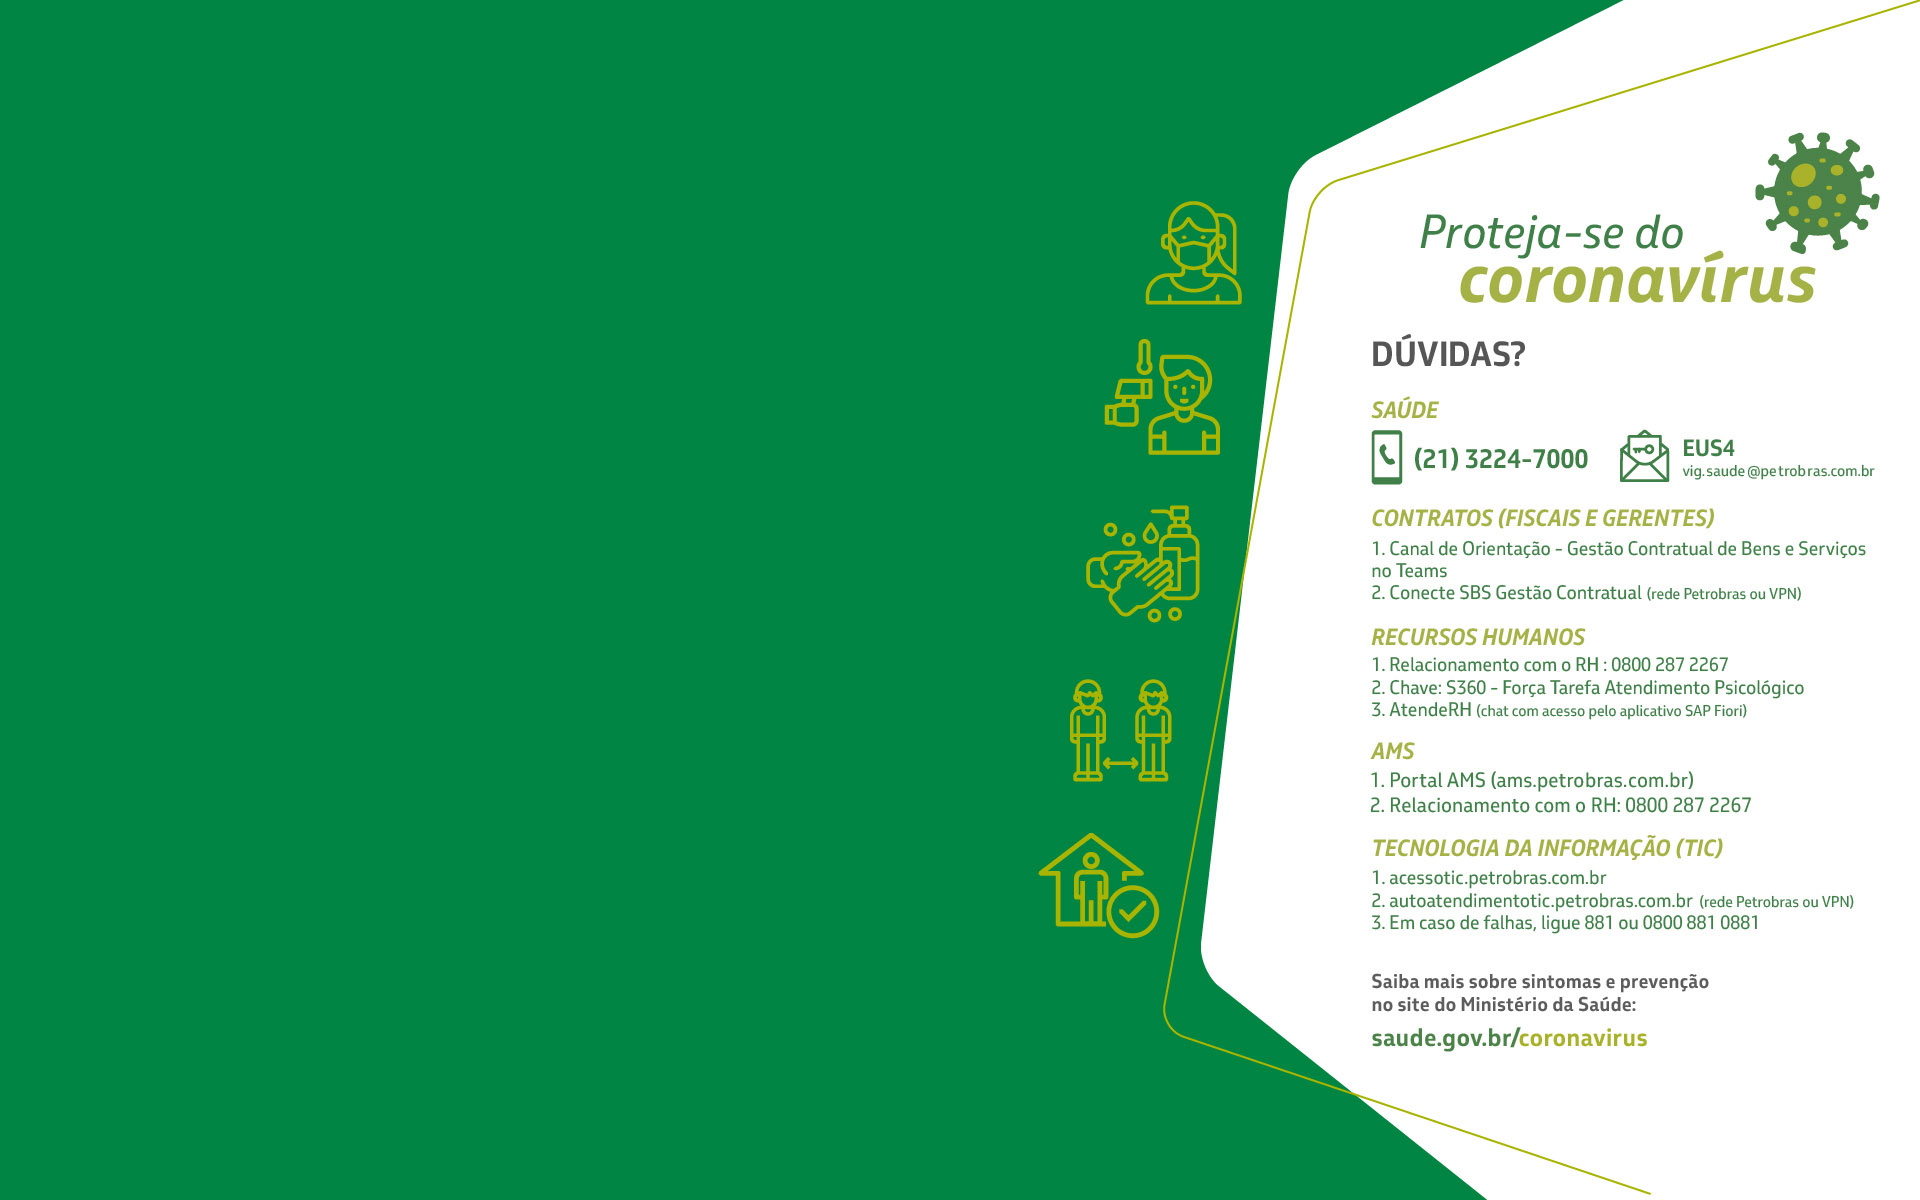 Proteja-se do
coronavírus
DÚVIDAS?
SAÚDE
(21) 3224-7000
EUS4
vig.saude@petrobras.com.br
CONTRATOS (FISCAIS E GERENTES)
1. Canal de Orientação - Gestão Contratual de Bens e Serviços
no Teams
2. Conecte SBS Gestão Contratual (rede Petrobras ou VPN)
RECURSOS HUMANOS
1. Relacionamento com o RH : 0800 287 2267
2. Chave: S360 - Força Tarefa Atendimento Psicológico
3. AtendeRH (chat com acesso pelo aplicativo SAP Fiori)
AMS
1. Portal AMS (ams.petrobras.com.br)
2. Relacionamento com o RH: 0800 287 2267
TECNOLOGIA DA INFORMAÇÃO (TIC)
1. acessotic.petrobras.com.br
2. autoatendimentotic.petrobras.com.br (rede Petrobras ou VPN)
3. Em caso de falhas, ligue 881 ou 0800 881 0881
Saiba mais sobre sintomas e prevenção
no site do Ministério da Saúde:
saude.gov.br/coronavirus